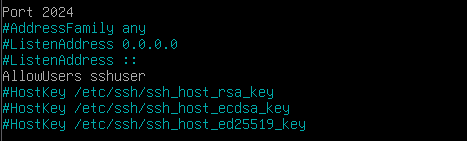 Port 2024
#AddressFamily any
#ListenAddress 0.0.0.0
#ListenAddress ::
AllowUsers sshuser
#HostKey /etc/ssh/ssh_host_rsa_key
#HostKey /etc/ssh/ssh_host_ecdsa_key
#HostKey /etc/ssh/ssh_host_ed25519_key